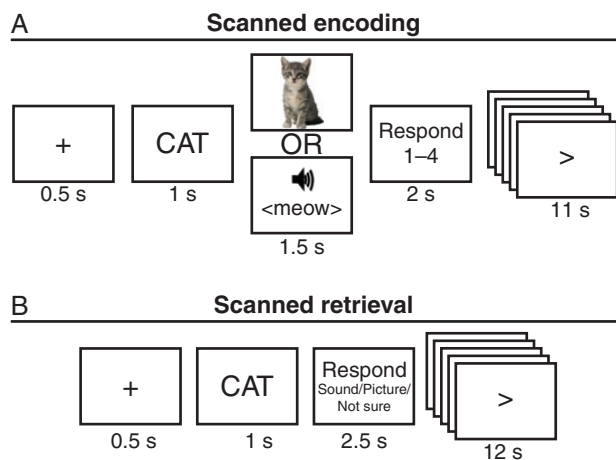 A Scanned encoding
+
0.5 s
CAT
1 s
OR
<meow>
1.5 s
Respond
1–4
2 s
>
11 s
B Scanned retrieval
+
0.5 s
CAT
1 s
Respond
Sound/Picture/
Not sure
2.5 s
>
12 s